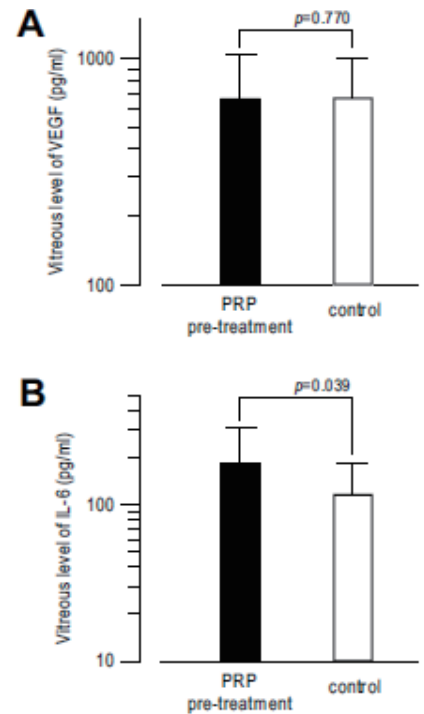 A
p=0.770
1000
100
Vitreous level of VEGF (pg/ml)
PRP
pre-treatment
control
B
p=0.039
100
10
Vitreous level of IL-6 (pg/ml)
PRP
pre-treatment
control